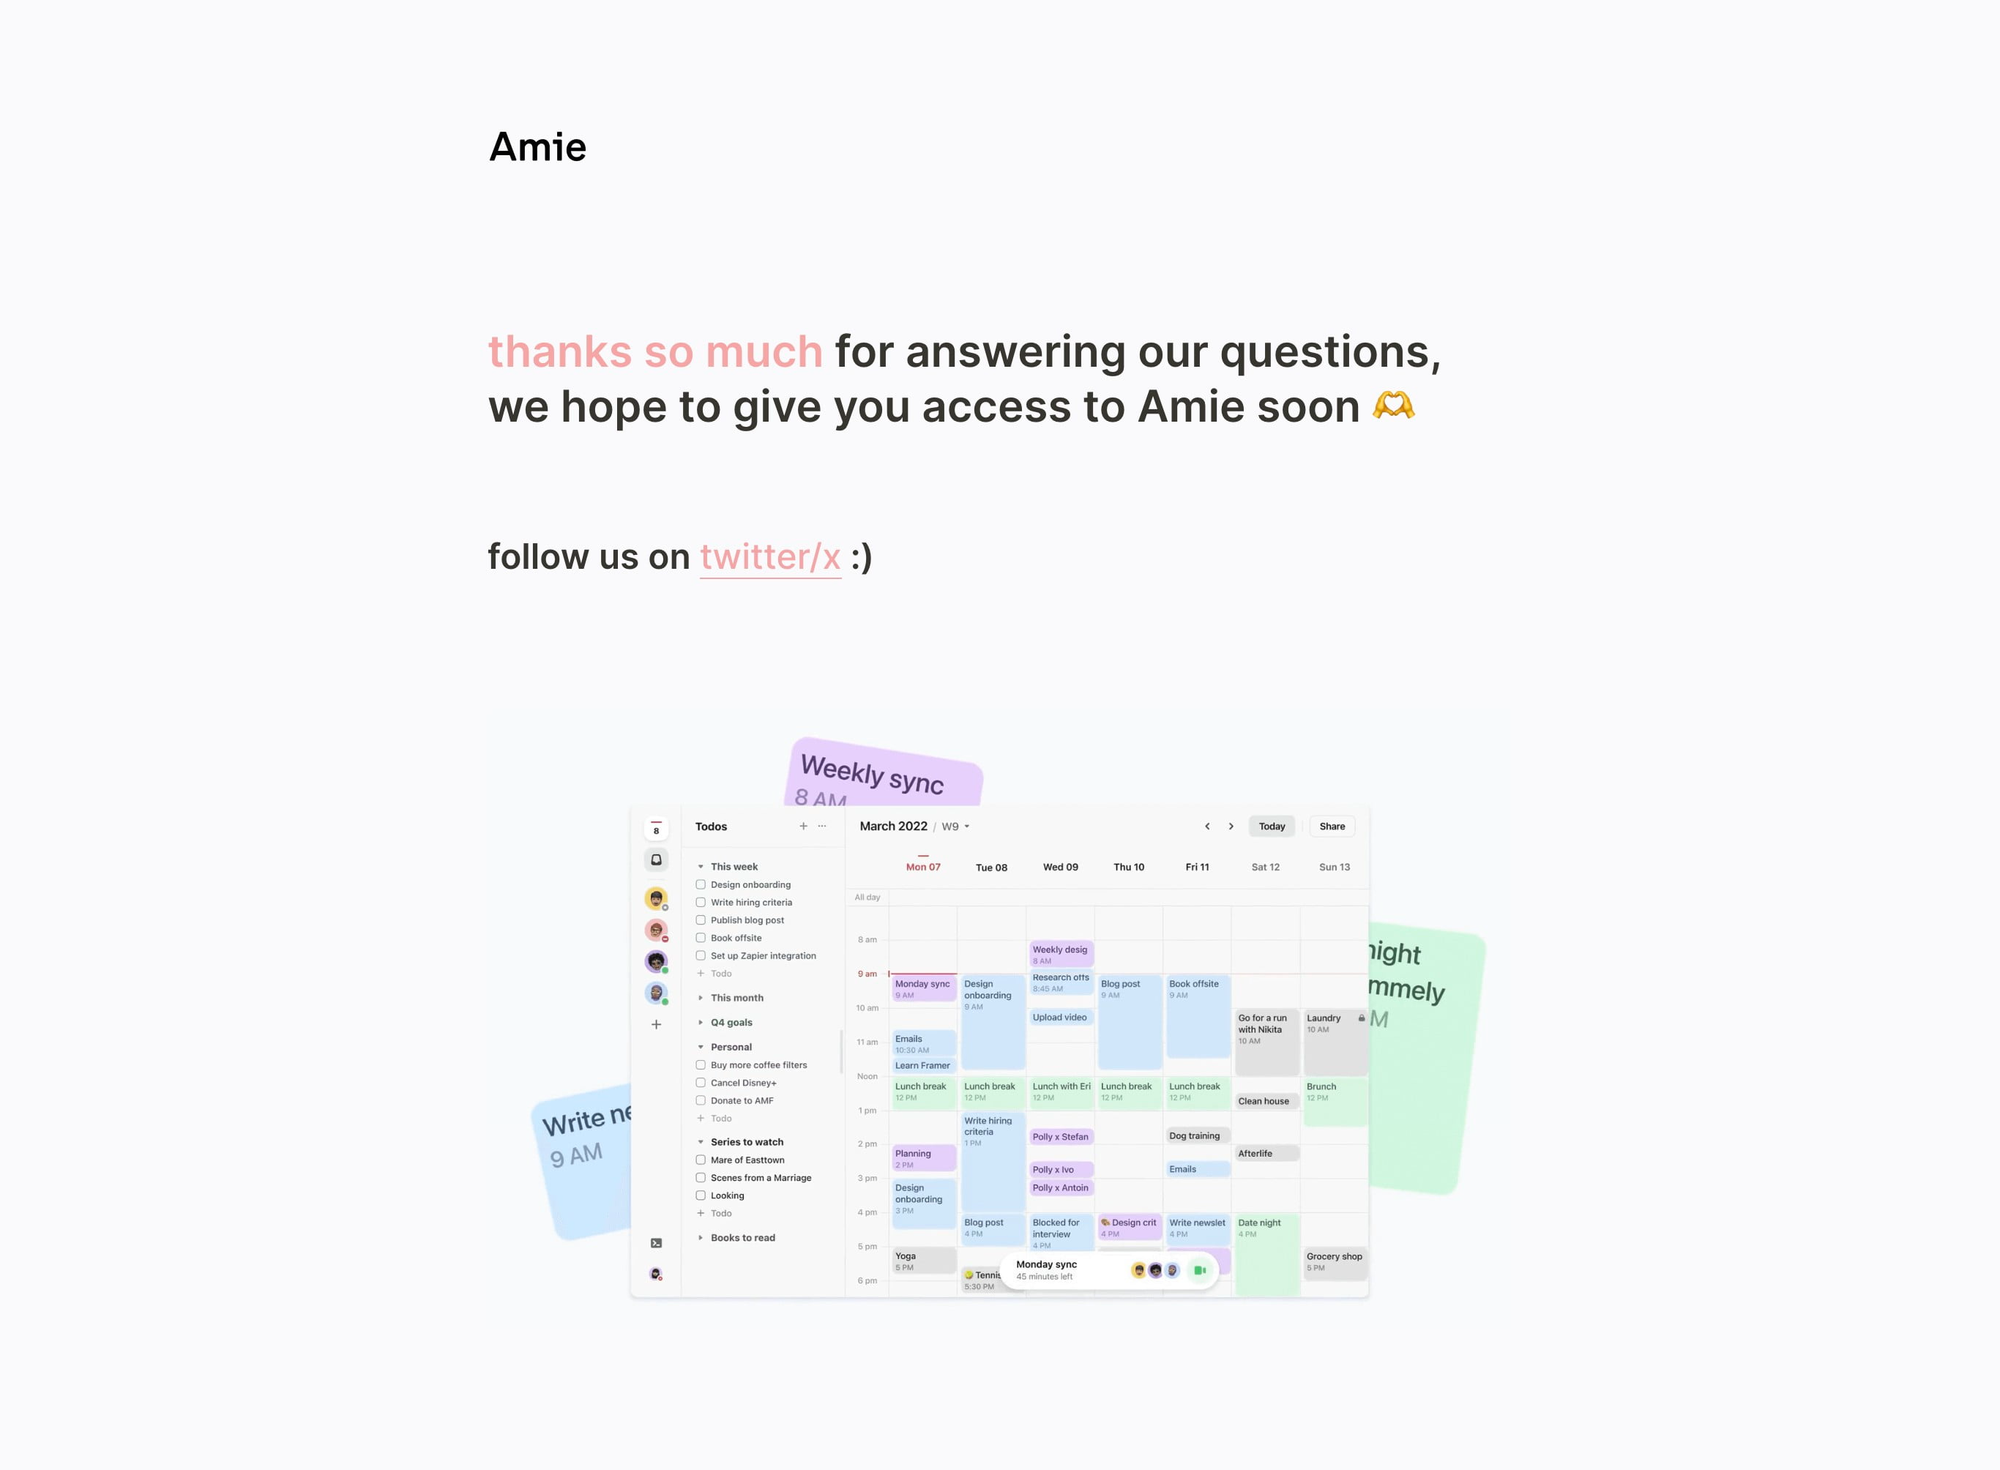 Amie
thanks so much for answering our questions,
we hope to give you access to Amie soon 🫶
follow us on twitter/x :)
Weekly sync
8 AM
Write ne
9 AM
night
mmely
M
8
Todos
This week
Design onboarding
Write hiring criteria
Publish blog post
Book offsite
Set up Zapier integration
+ Todo
This month
Q4 goals
Personal
Buy more coffee filters
Cancel Disney+
Donate to AMF
+ Todo
Series to watch
Mare of Easttown
Scenes from a Marriage
Looking
+ Todo
Books to read
March 2022 / W9
Today
Share
Mon 07
Tue 08
Wed 09
Thu 10
Fri 11
Sat 12
Sun 13
All day
8 am
9 am
10 am
11 am
Noon
1 pm
2 pm
3 pm
4 pm
5 pm
6 pm
Monday sync
9 AM
Emails
10:30 AM
Learn Framer
Lunch break
12 PM
Planning
2 PM
Design
onboarding
3 PM
Yoga
5 PM
Design
onboarding
9 AM
Lunch break
12 PM
Write hiring
criteria
1 PM
Blog post
4 PM
🎾 Tennis
5:30 PM
Weekly desig
8 AM
Research offs
8:45 AM
Upload video
Lunch with Eri
12 PM
Polly x Stefan
Polly x Ivo
Polly x Antoin
Blocked for
interview
4 PM
Blog post
9 AM
Lunch break
12 PM
Design crit
4 PM
Book offsite
9 AM
Lunch break
12 PM
Dog training
Emails
Write newslet
4 PM
Go for a run
with Nikita
10 AM
Clean house
Afterlife
Date night
4 PM
Laundry
10 AM
Brunch
12 PM
Grocery shop
5 PM
Monday sync
45 minutes left